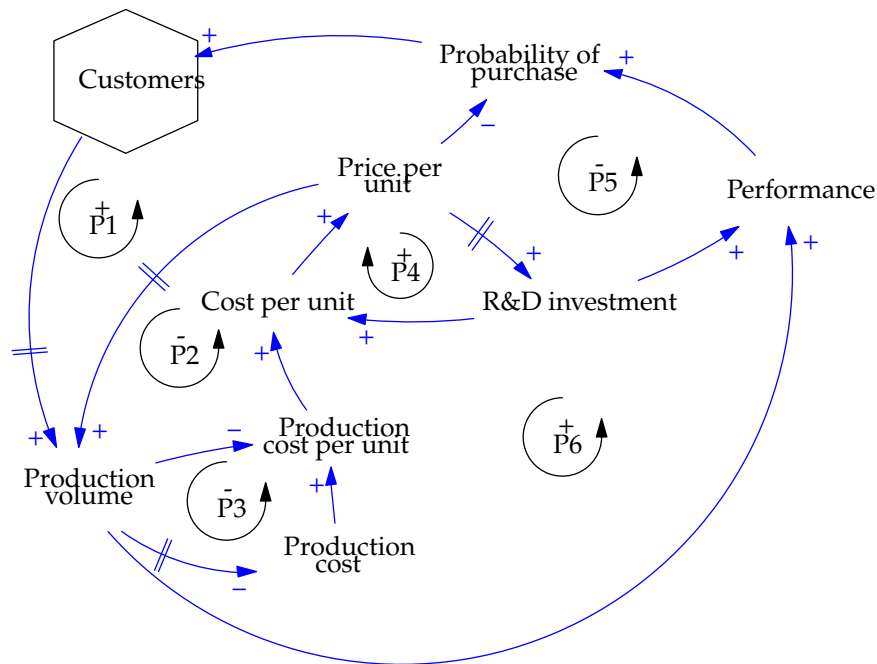 +
Probability of
purchase
+
Customers
−
Price per
unit
-
P5
Performance
+
P1
+
+
P4
+
+
+
Cost per unit
R&D investment
-
P2
+
+
Production
cost per unit
−
+
P6
+
+
Production
volume
-
P3
+
Production
cost
−